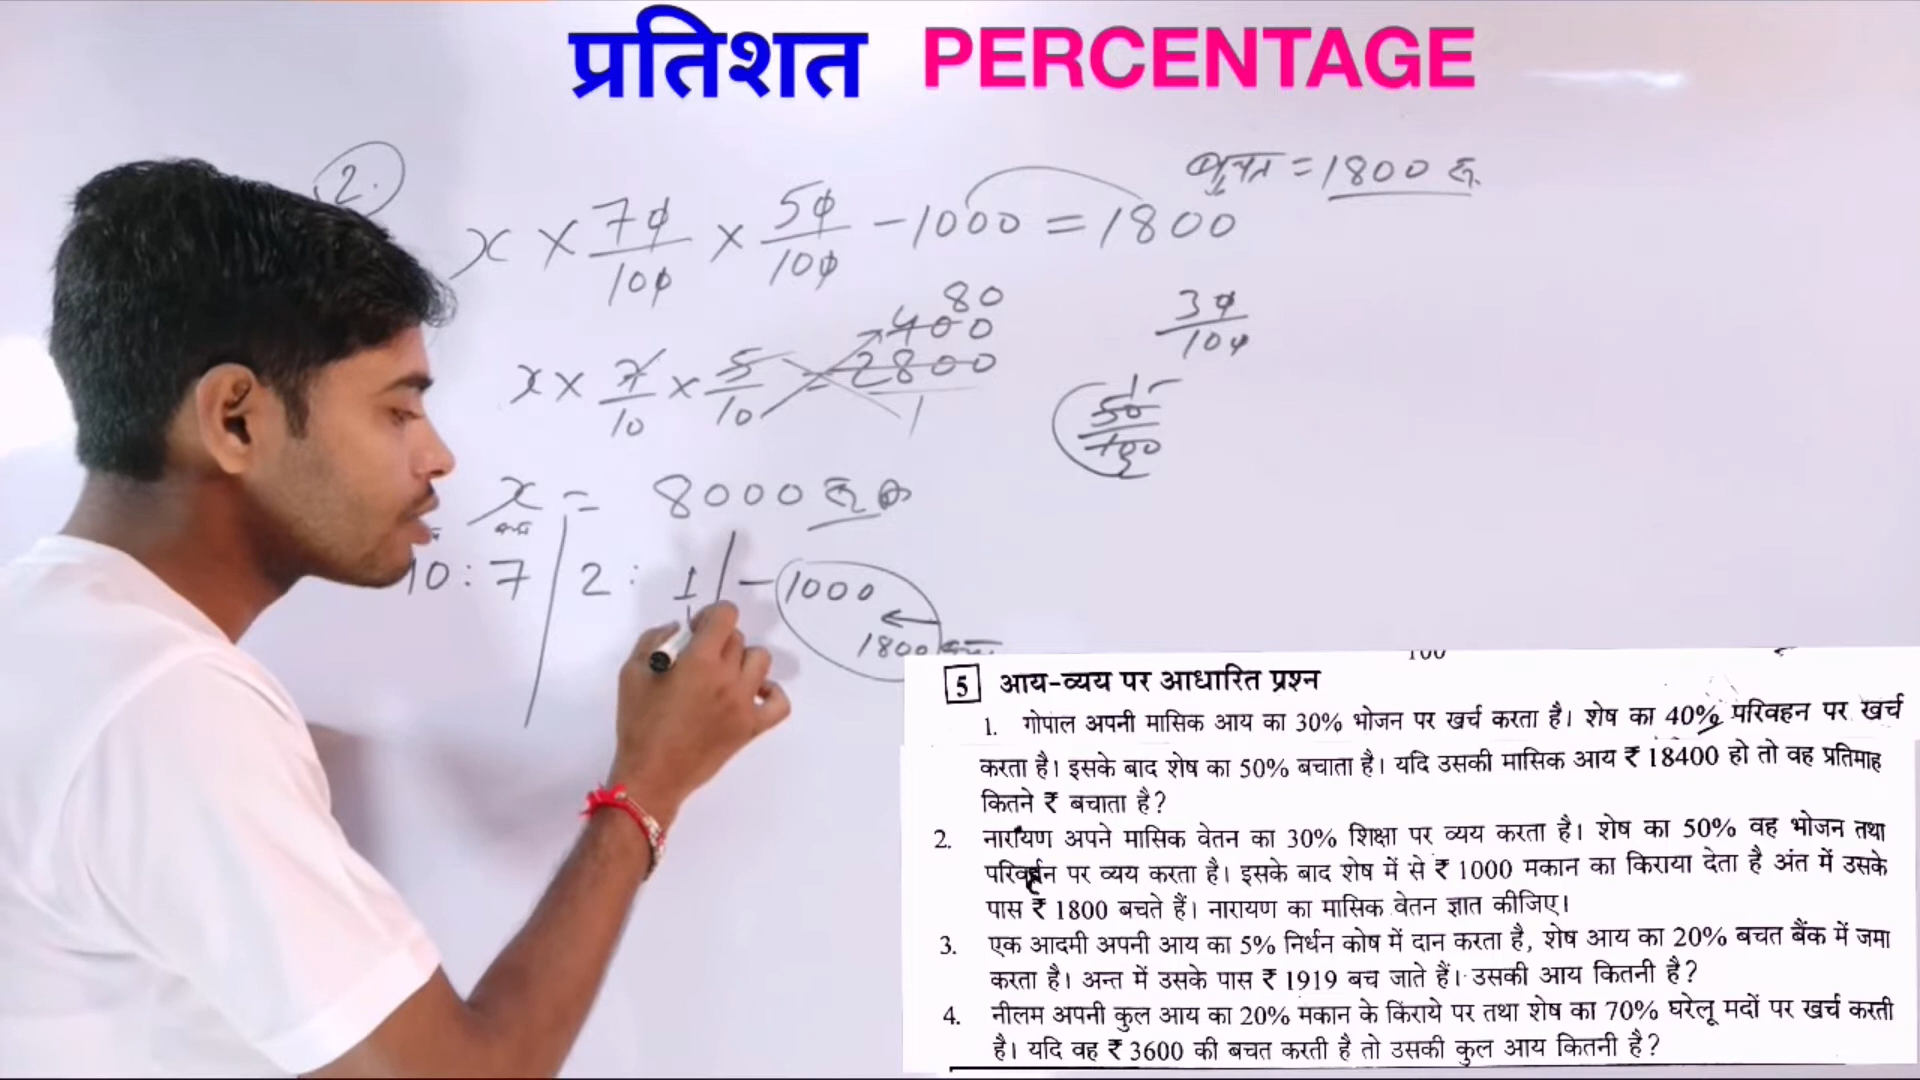 प्रतिशत PERCENTAGE
2.
बचत = 1800 रु.
x × 70/100 × 50/100 - 1000 = 1800
80
400
x × 7/10 × 5/10 = 2800/1
30/100
1
50/100
2
x = 8000 रु
10 : 7 | 2 : 1 | - 1000
1800
100
5 आय-व्यय पर आधारित प्रश्न
1. गोपाल अपनी मासिक आय का 30% भोजन पर खर्च करता है। शेष का 40% परिवहन पर खर्च
करता है। इसके बाद शेष का 50% बचाता है। यदि उसकी मासिक आय ₹ 18400 हो तो वह प्रतिमाह
कितने ₹ बचाता है?
2. नारायण अपने मासिक वेतन का 30% शिक्षा पर व्यय करता है। शेष का 50% वह भोजन तथा
पर व्यय करता है। इसके बाद शेष में से ₹ 1000 मकान का किराया देता है अंत में उसके
पास ₹ 1800 बचते हैं। नारायण का मासिक वेतन ज्ञात कीजिए।
3. एक आदमी अपनी आय का 5% निर्धन कोष में दान करता है, शेष आय का 20% बचत बैंक में जमा
करता है। अन्त में उसके पास ₹ 1919 बच जाते हैं। उसकी आय कितनी है?
4. नीलम अपनी कुल आय का 20% मकान के किराये पर तथा शेष का 70% घरेलू मदों पर खर्च करती
है। यदि वह ₹ 3600 की बचत करती है तो उसकी कुल आय कितनी है?